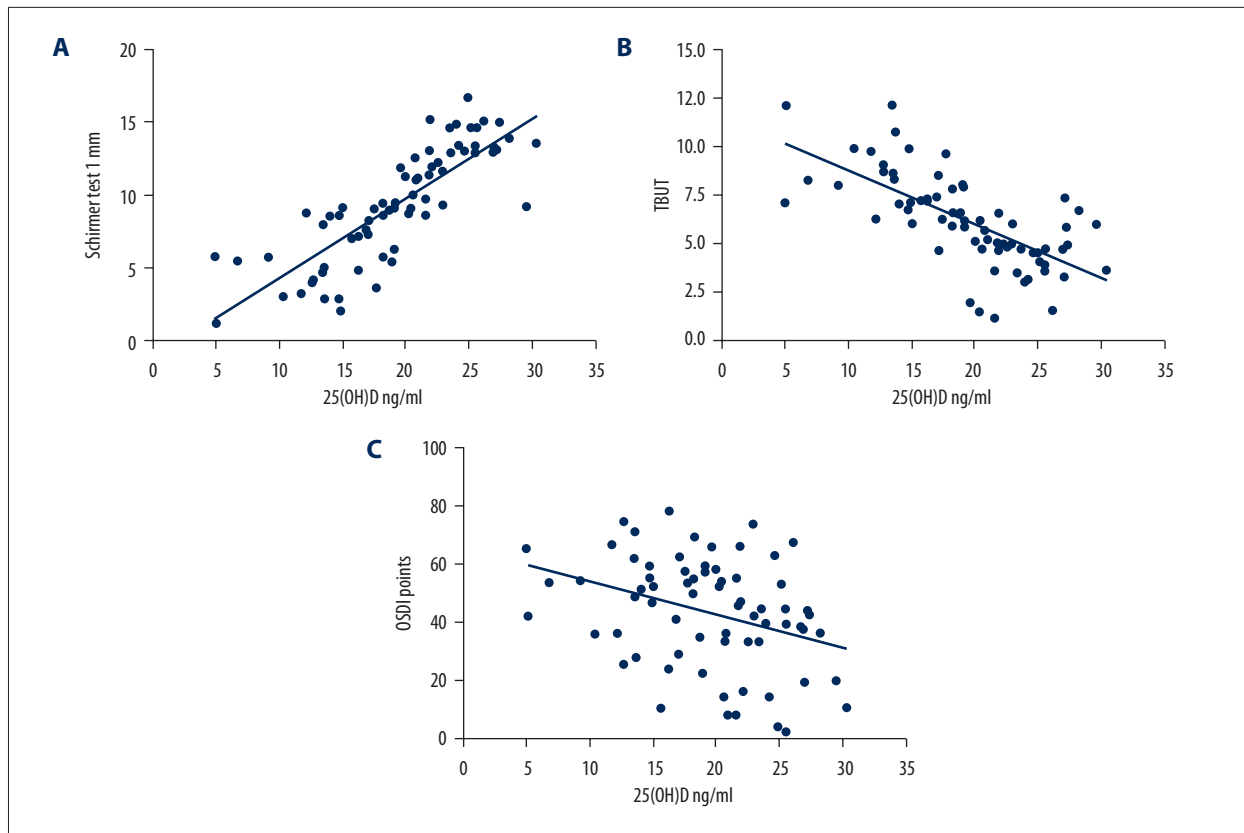 A
20
15
10
5
0
Schirmer test 1 mm
0 5 10 15 20 25 30 35
25(OH)D ng/ml
B
15.0
12.0
10.0
7.5
5.0
2.5
0.0
TBUT
0 5 10 15 20 25 30 35
25(OH)D ng/ml
C
100
80
60
40
20
0
OSDI points
0 5 10 15 20 25 30 35
25(OH)D ng/ml